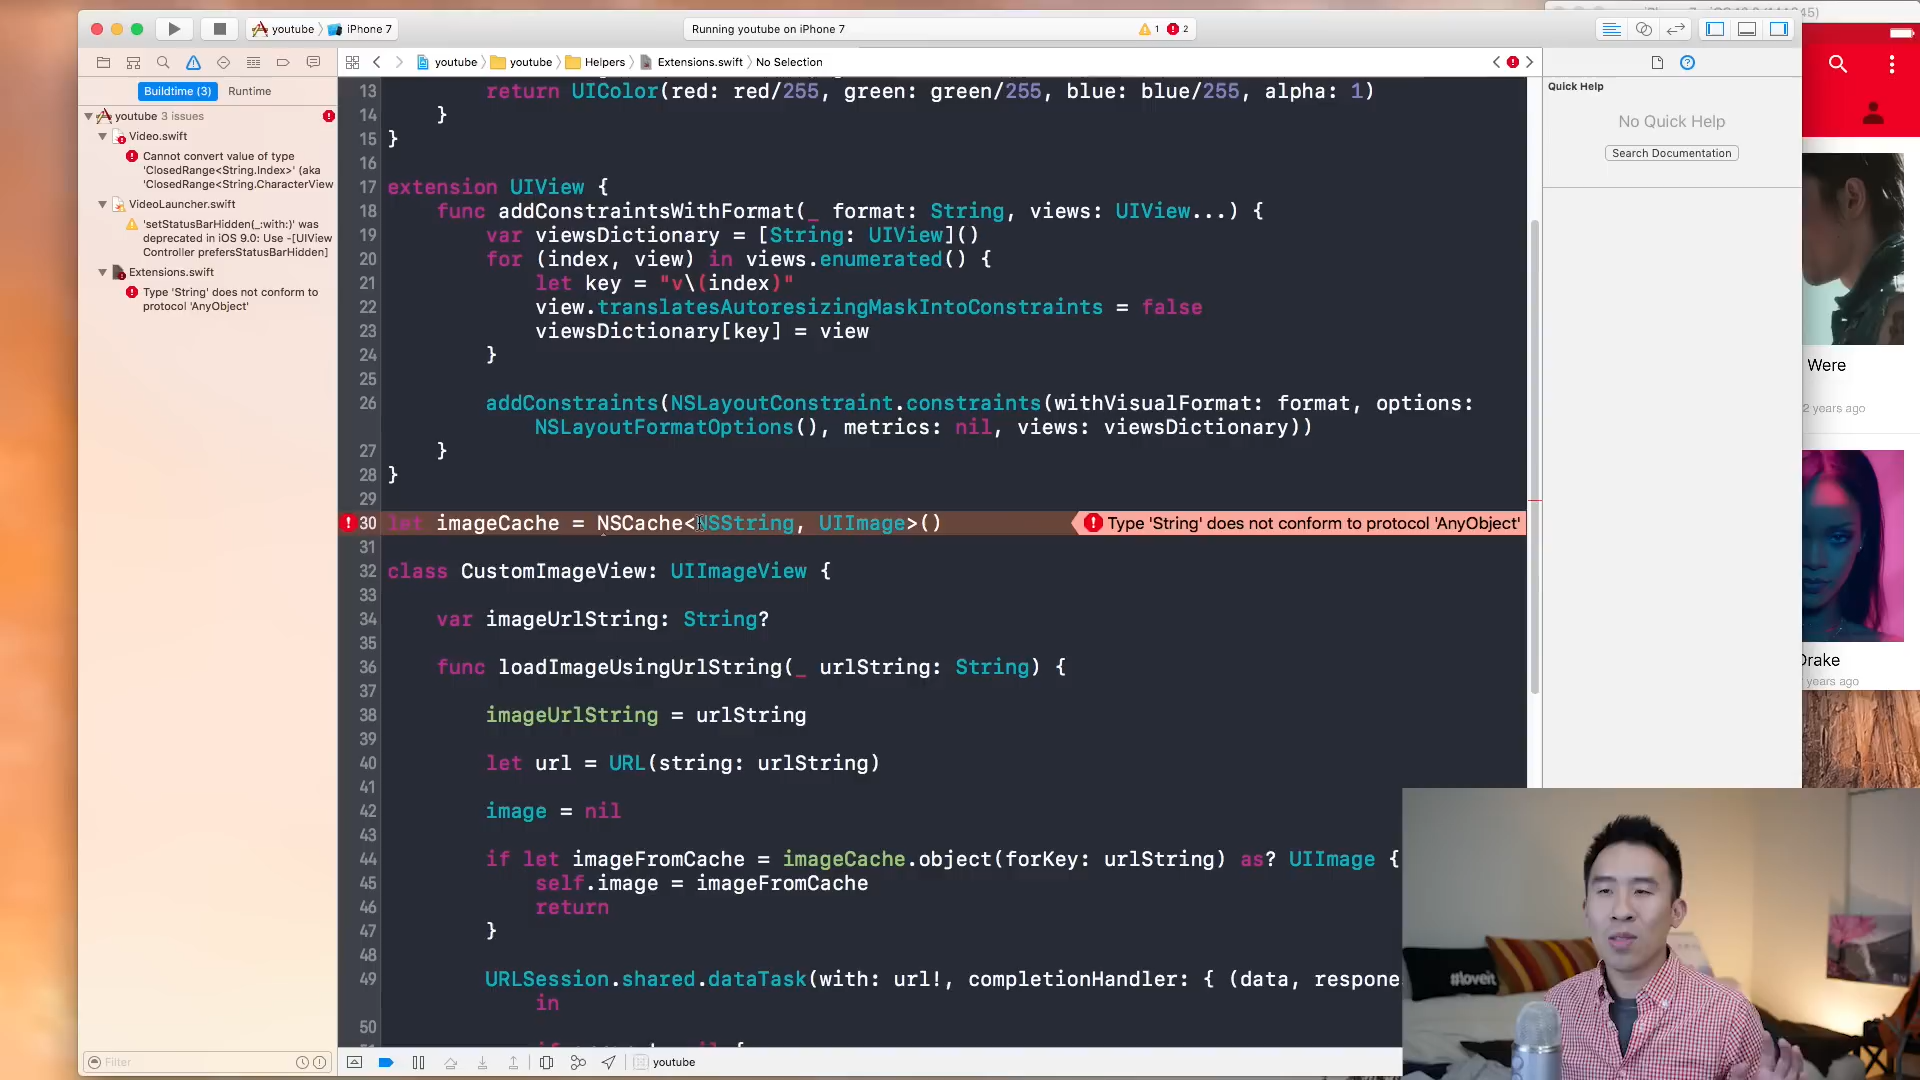 youtube
iPhone 7
Running youtube on iPhone 7
1
2
youtube
youtube
Helpers
Extensions.swift
No Selection
Buildtime (3)
Runtime
youtube 3 issues
Video.swift
Cannot convert value of type
'ClosedRange<String.Index>' (aka
'ClosedRange<String.CharacterView
VideoLauncher.swift
'setStatusBarHidden(_:with:)' was
deprecated in iOS 9.0: Use -[UIView
Controller prefersStatusBarHidden]
Extensions.swift
Type 'String' does not conform to
protocol 'AnyObject'
Filter
13 return UIColor(red: red/255, green: green/255, blue: blue/255, alpha: 1)
14 }
15 }
16
17 extension UIView {
18 func addConstraintsWithFormat(_ format: String, views: UIView...) {
19 var viewsDictionary = [String: UIView]()
20 for (index, view) in views.enumerated() {
21 let key = "v\(index)"
22 view.translatesAutoresizingMaskIntoConstraints = false
23 viewsDictionary[key] = view
24 }
25
26 addConstraints(NSLayoutConstraint.constraints(withVisualFormat: format, options:
NSLayoutFormatOptions(), metrics: nil, views: viewsDictionary))
27 }
28 }
29
30 let imageCache = NSCache<NSString, UIImage>()
Type 'String' does not conform to protocol 'AnyObject'
31
32 class CustomImageView: UIImageView {
33
34 var imageUrlString: String?
35
36 func loadImageUsingUrlString(_ urlString: String) {
37
38 imageUrlString = urlString
39
40 let url = URL(string: urlString)
41
42 image = nil
43
44 if let imageFromCache = imageCache.object(forKey: urlString) as? UIImage {
45 self.image = imageFromCache
46 return
47 }
48
49 URLSession.shared.dataTask(with: url!, completionHandler: { (data, respone
in
50
youtube
Quick Help
No Quick Help
Search Documentation
Were
2 years ago
Drake
years ago
#loveit